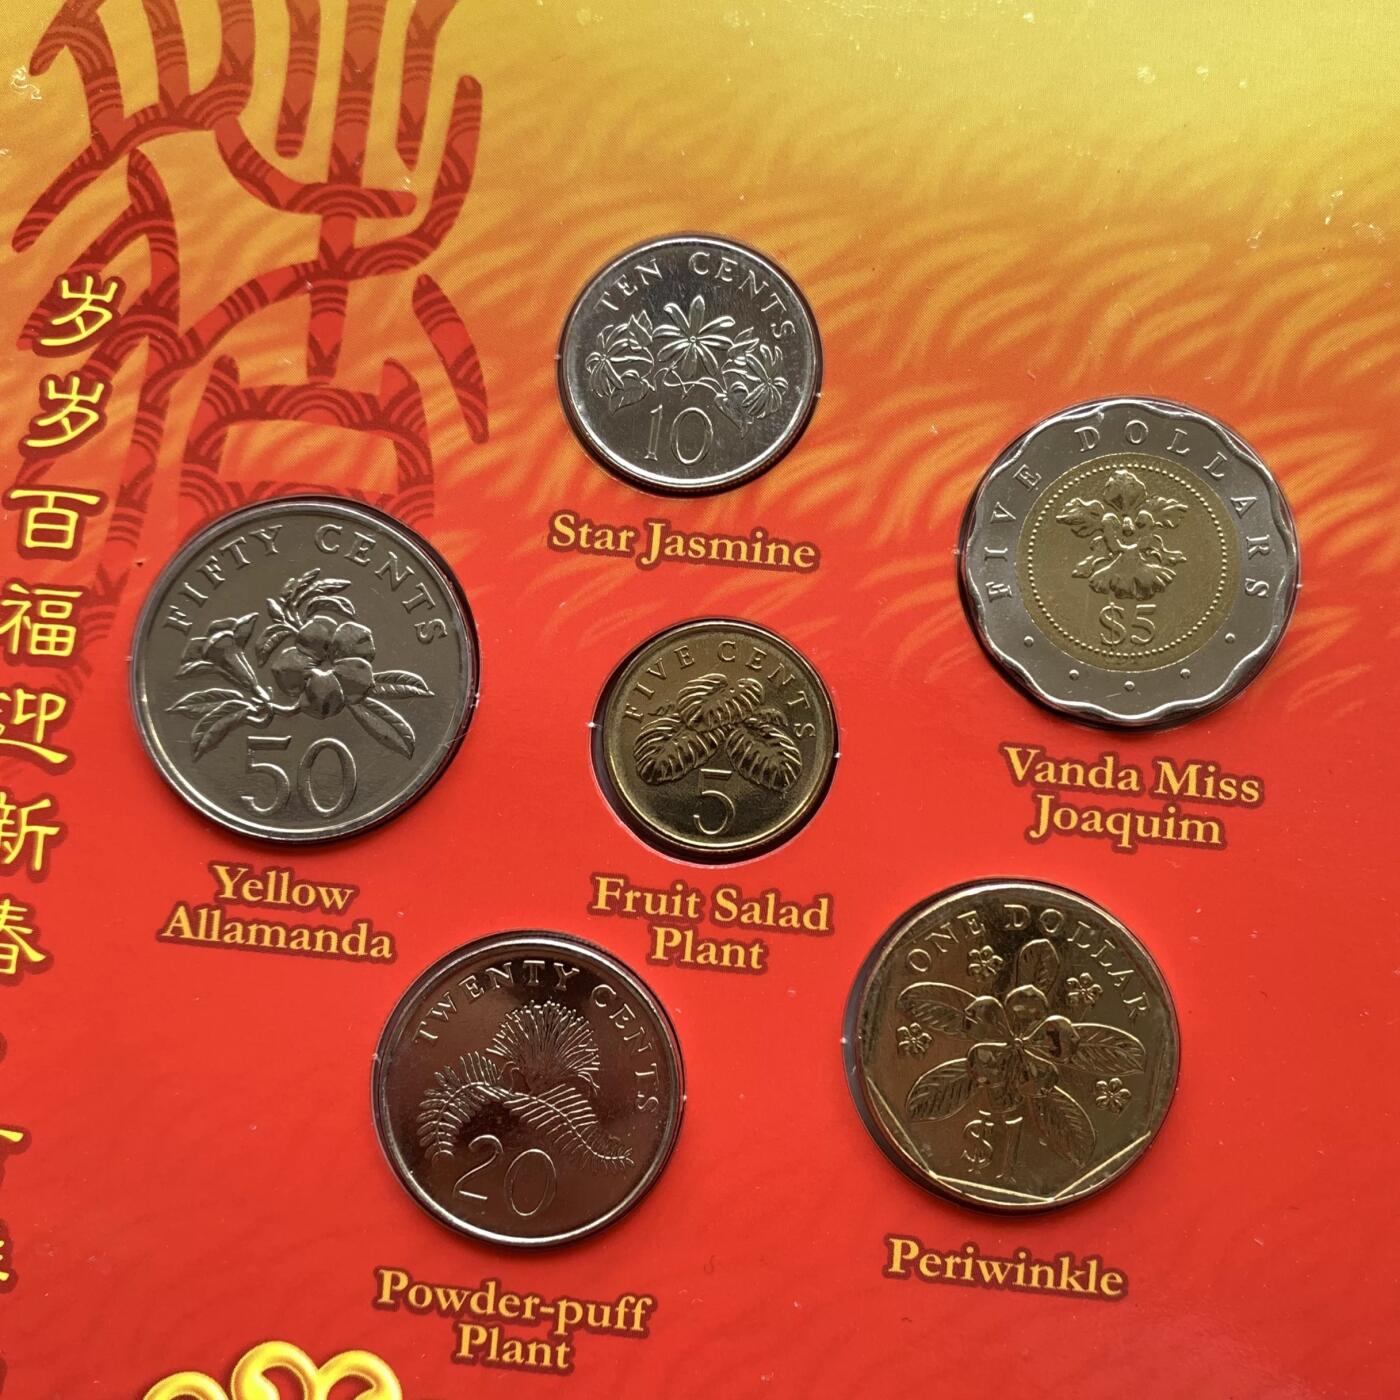 岁岁百福迎新春
TEN CENTS
10
Star Jasmine
FIVE DOLLARS
$5
Vanda Miss
Joaquim
FIFTY CENTS
50
Yellow
Allamanda
FIVE CENTS
5
Fruit Salad
Plant
TWENTY CENTS
20
Powder-puff
Plant
ONE DOLLAR
$1
Periwinkle